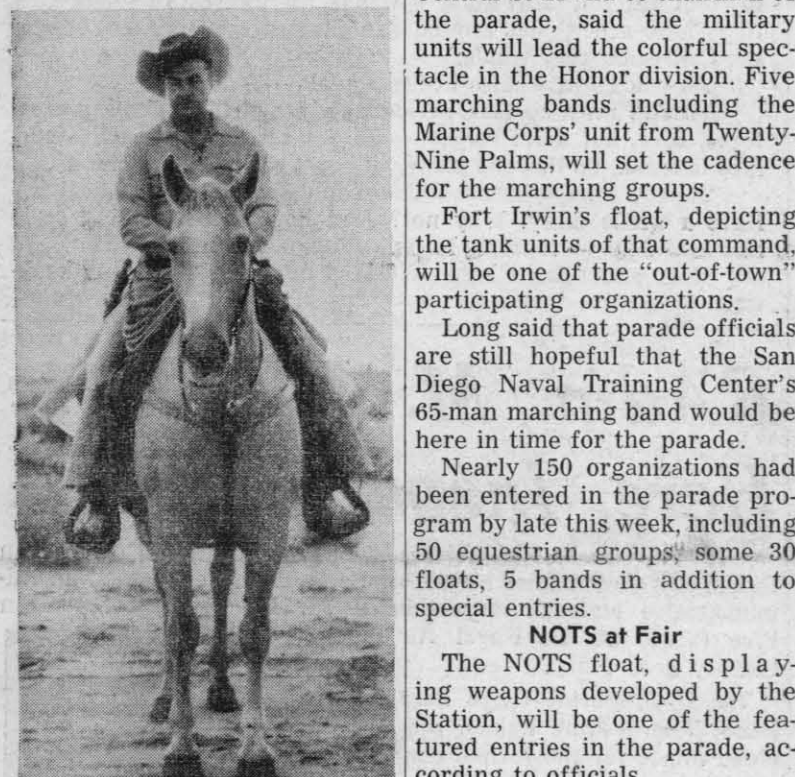 the parade, said the military
units will lead the colorful spec-
tacle in the Honor division. Five
marching bands including the
Marine Corps' unit from Twenty-
Nine Palms, will set the cadence
for the marching groups.
Fort Irwin's float, depicting
the tank units of that command,
will be one of the "out-of-town"
participating organizations.
Long said that parade officials
are still hopeful that the San
Diego Naval Training Center's
65-man marching band would be
here in time for the parade.
Nearly 150 organizations had
been entered in the parade pro-
gram by late this week, including
50 equestrian groups, some 30
floats, 5 bands in addition to
special entries.
NOTS at Fair
The NOTS float, display-
ing weapons developed by the
Station, will be one of the fea-
tured entries in the parade, ac-
cording to officials.